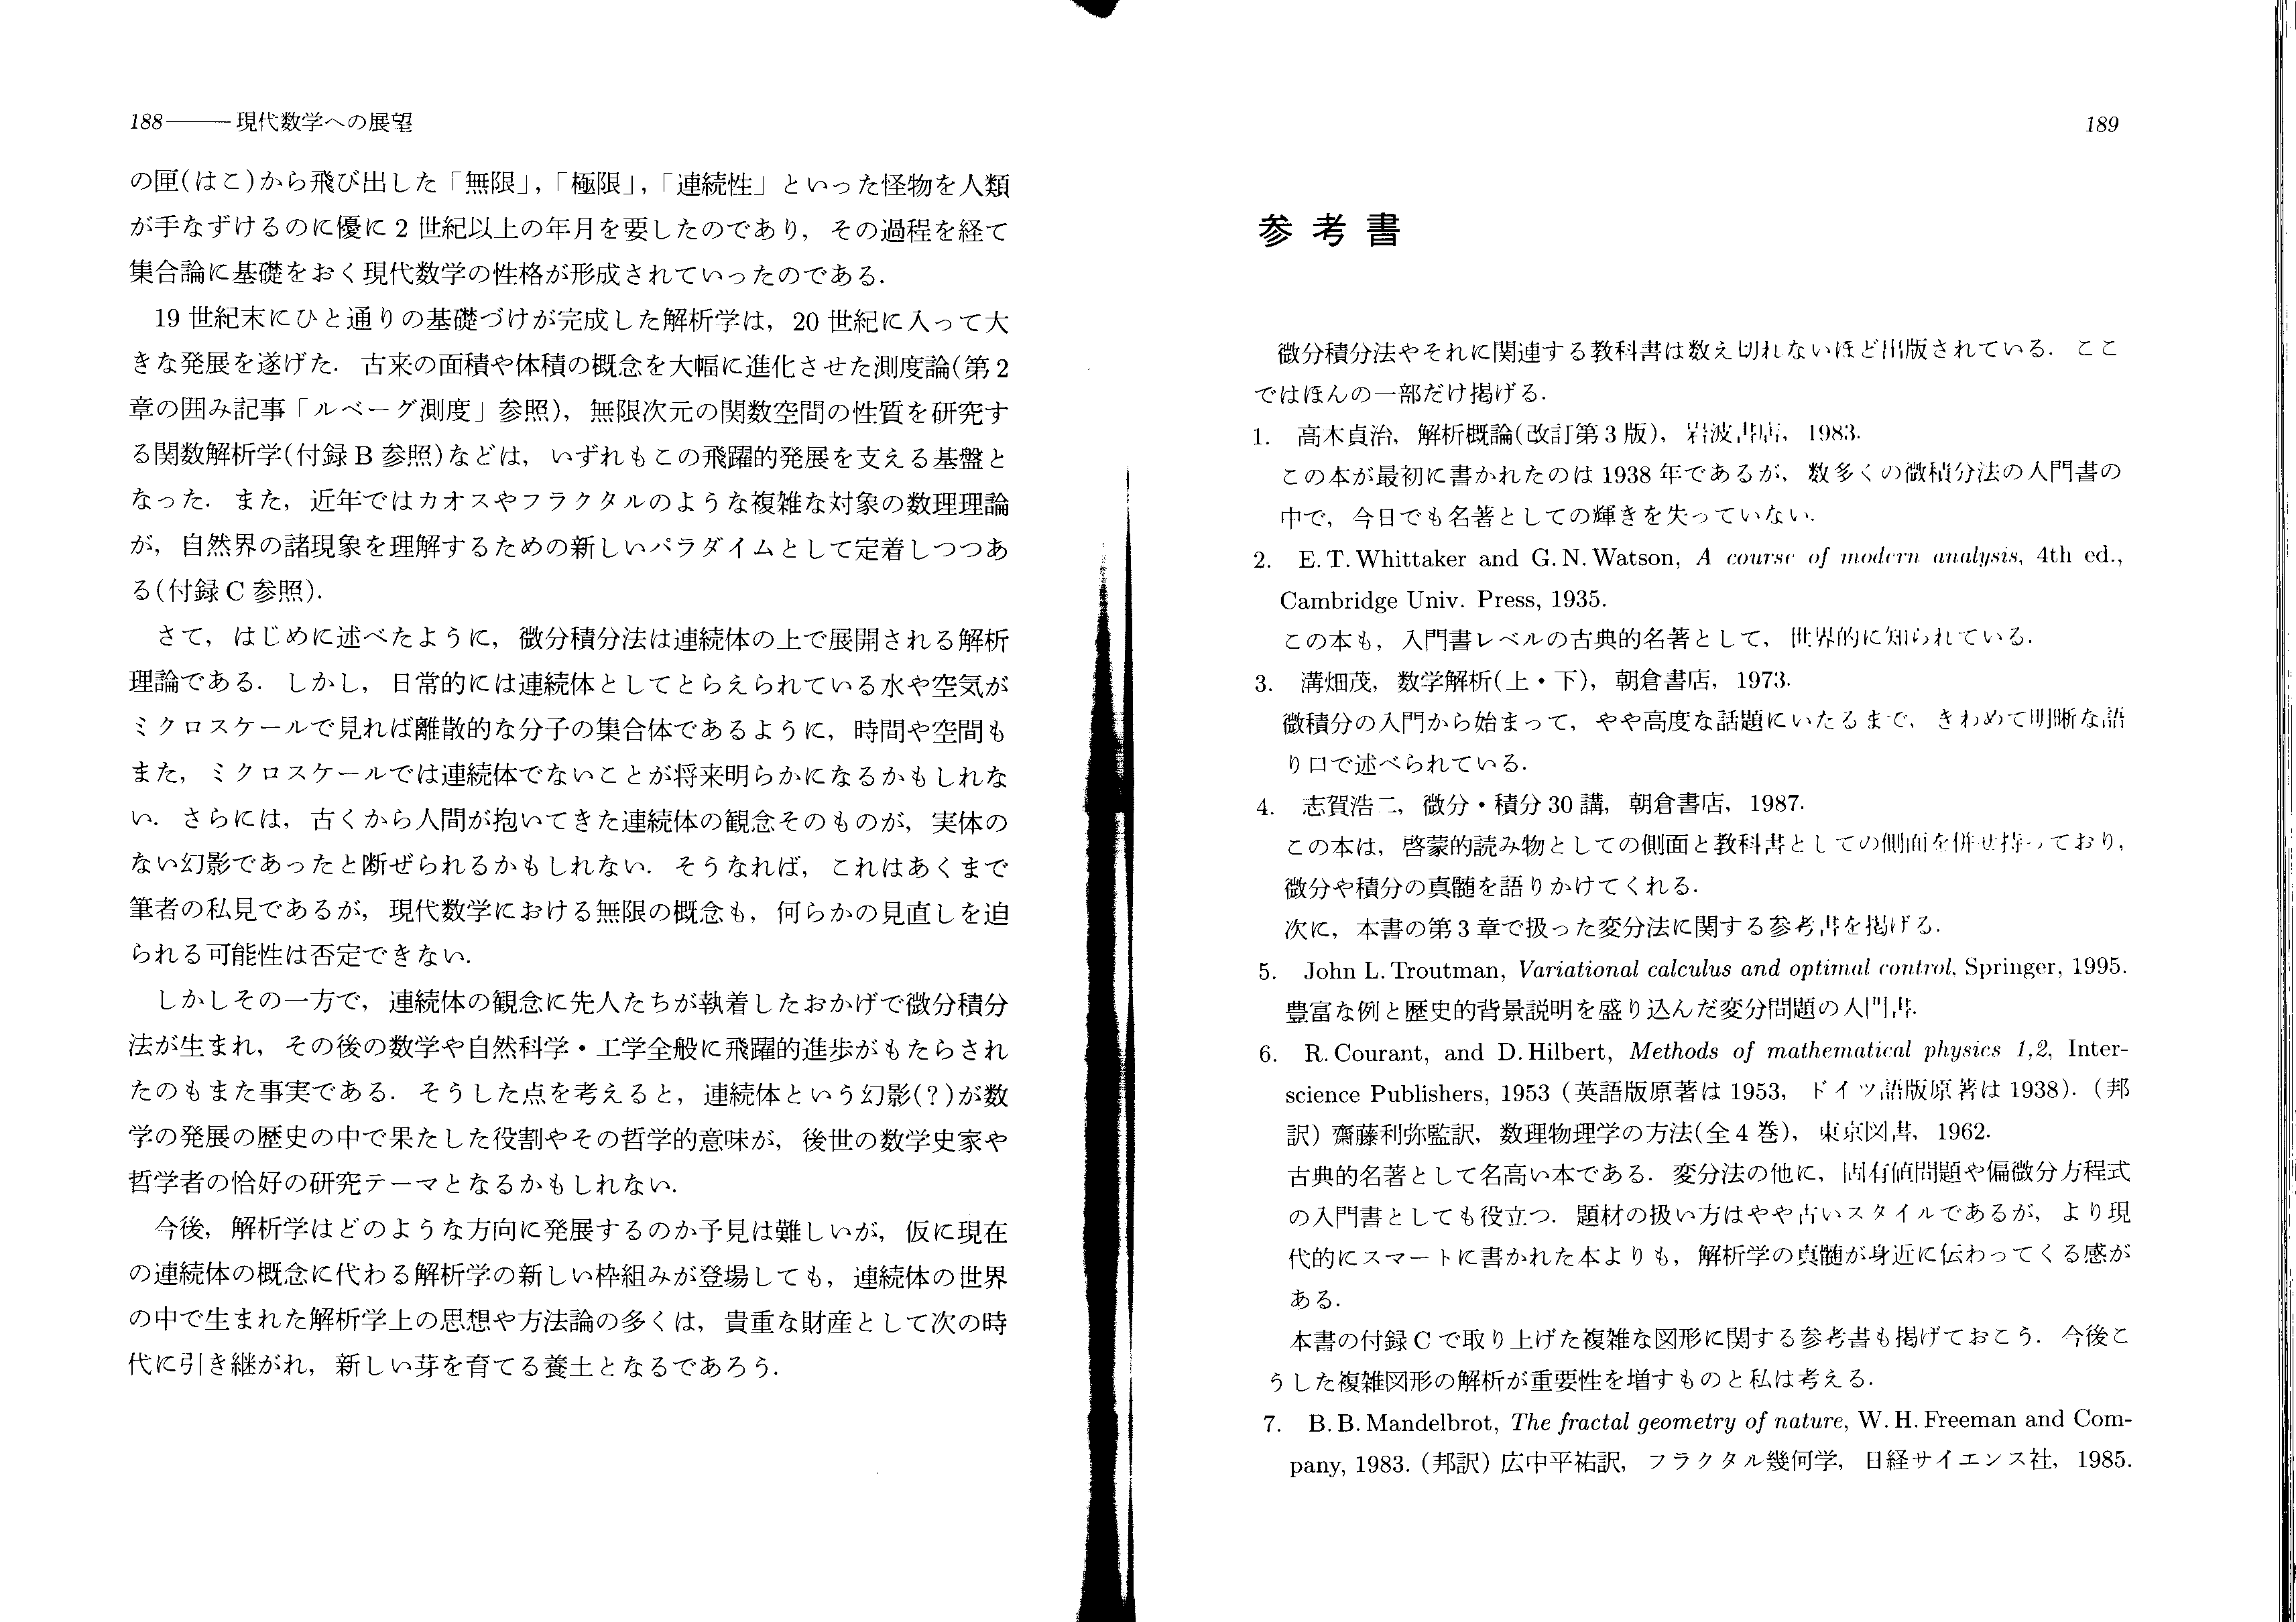 188——現代数学への展望
の匣(はこ)から飛び出した「無限」,「極限」,「連続性」といった怪物を人類
が手なずけるのに優に 2 世紀以上の年月を要したのであり, その過程を経て
集合論に基礎をおく現代数学の性格が形成されていったのである.
19 世紀末にひと通りの基礎づけが完成した解析学は, 20 世紀に入って大
きな発展を遂げた. 古来の面積や体積の概念を大幅に進化させた測度論(第 2
章の囲み記事「ルベーグ測度」参照), 無限次元の関数空間の性質を研究す
る関数解析学(付録 B 参照)などは, いずれもこの飛躍的発展を支える基盤と
なった. また, 近年ではカオスやフラクタルのような複雑な対象の数理理論
が, 自然界の諸現象を理解するための新しいパラダイムとして定着しつつあ
る(付録 C 参照).
さて, はじめに述べたように, 微分積分法は連続体の上で展開される解析
理論である. しかし, 日常的には連続体としてとらえられている水や空気が
ミクロスケールで見れば離散的な分子の集合体であるように, 時間や空間も
また, ミクロスケールでは連続体でないことが将来明らかになるかもしれな
い. さらには, 古くから人間が抱いてきた連続体の観念そのものが, 実体の
ない幻影であったと断ぜられるかもしれない. そうなれば, これはあくまで
筆者の私見であるが, 現代数学における無限の概念も, 何らかの見直しを迫
られる可能性は否定できない.
しかしその一方で, 連続体の観念に先人たちが執着したおかげで微分積分
法が生まれ, その後の数学や自然科学・工学全般に飛躍的進歩がもたらされ
たのもまた事実である. そうした点を考えると, 連続体という幻影(?)が数
学の発展の歴史の中で果たした役割やその哲学的意味が, 後世の数学史家や
哲学者の恰好の研究テーマとなるかもしれない.
今後, 解析学はどのような方向に発展するのか予見は難しいが, 仮に現在
の連続体の概念に代わる解析学の新しい枠組みが登場しても, 連続体の世界
の中で生まれた解析学上の思想や方法論の多くは, 貴重な財産として次の時
代に引き継がれ, 新しい芽を育てる養土となるであろう.
189
参考書
微分積分法やそれに関連する教科書は数え切れないほど出版されている. ここ
ではほんの一部だけ掲げる.
1. 高木貞治, 解析概論(改訂第 3 版), 岩波書店, 1983.
この本が最初に書かれたのは 1938 年であるが, 数多くの微積分法の入門書の
中で, 今日でも名著としての輝きを失っていない.
2. E. T. Whittaker and G. N. Watson, A course of modern analysis, 4th ed.,
Cambridge Univ. Press, 1935.
この本も, 入門書レベルの古典的名著として, 世界的に知られている.
3. 溝畑茂, 数学解析(上・下), 朝倉書店, 1973.
微積分の入門から始まって, やや高度な話題にいたるまで, きわめて明晰な語
り口で述べられている.
4. 志賀浩二, 微分・積分 30 講, 朝倉書店, 1987.
この本は, 啓蒙的読み物としての側面と教科書としての側面を併せ持っており,
微分や積分の真髄を語りかけてくれる.
次に, 本書の第 3 章で扱った変分法に関する参考書を掲げる.
5. John L. Troutman, Variational calculus and optimal control, Springer, 1995.
豊富な例と歴史的背景説明を盛り込んだ変分問題の入門書.
6. R. Courant, and D. Hilbert, Methods of mathematical physics 1,2, Inter-
science Publishers, 1953 (英語版原著は 1953, ドイツ語版原著は 1938). (邦
訳) 齋藤利弥監訳, 数理物理学の方法(全 4 巻), 東京図書, 1962.
古典的名著として名高い本である. 変分法の他に, 固有値問題や偏微分方程式
の入門書としても役立つ. 題材の扱い方はやや古いスタイルであるが, より現
代的にスマートに書かれた本よりも, 解析学の真髄が身近に伝わってくる感が
ある.
本書の付録 C で取り上げた複雑な図形に関する参考書も掲げておこう. 今後こ
うした複雑図形の解析が重要性を増すものと私は考える.
7. B. B. Mandelbrot, The fractal geometry of nature, W. H. Freeman and Com-
pany, 1983. (邦訳) 広中平祐訳, フラクタル幾何学, 日経サイエンス社, 1985.